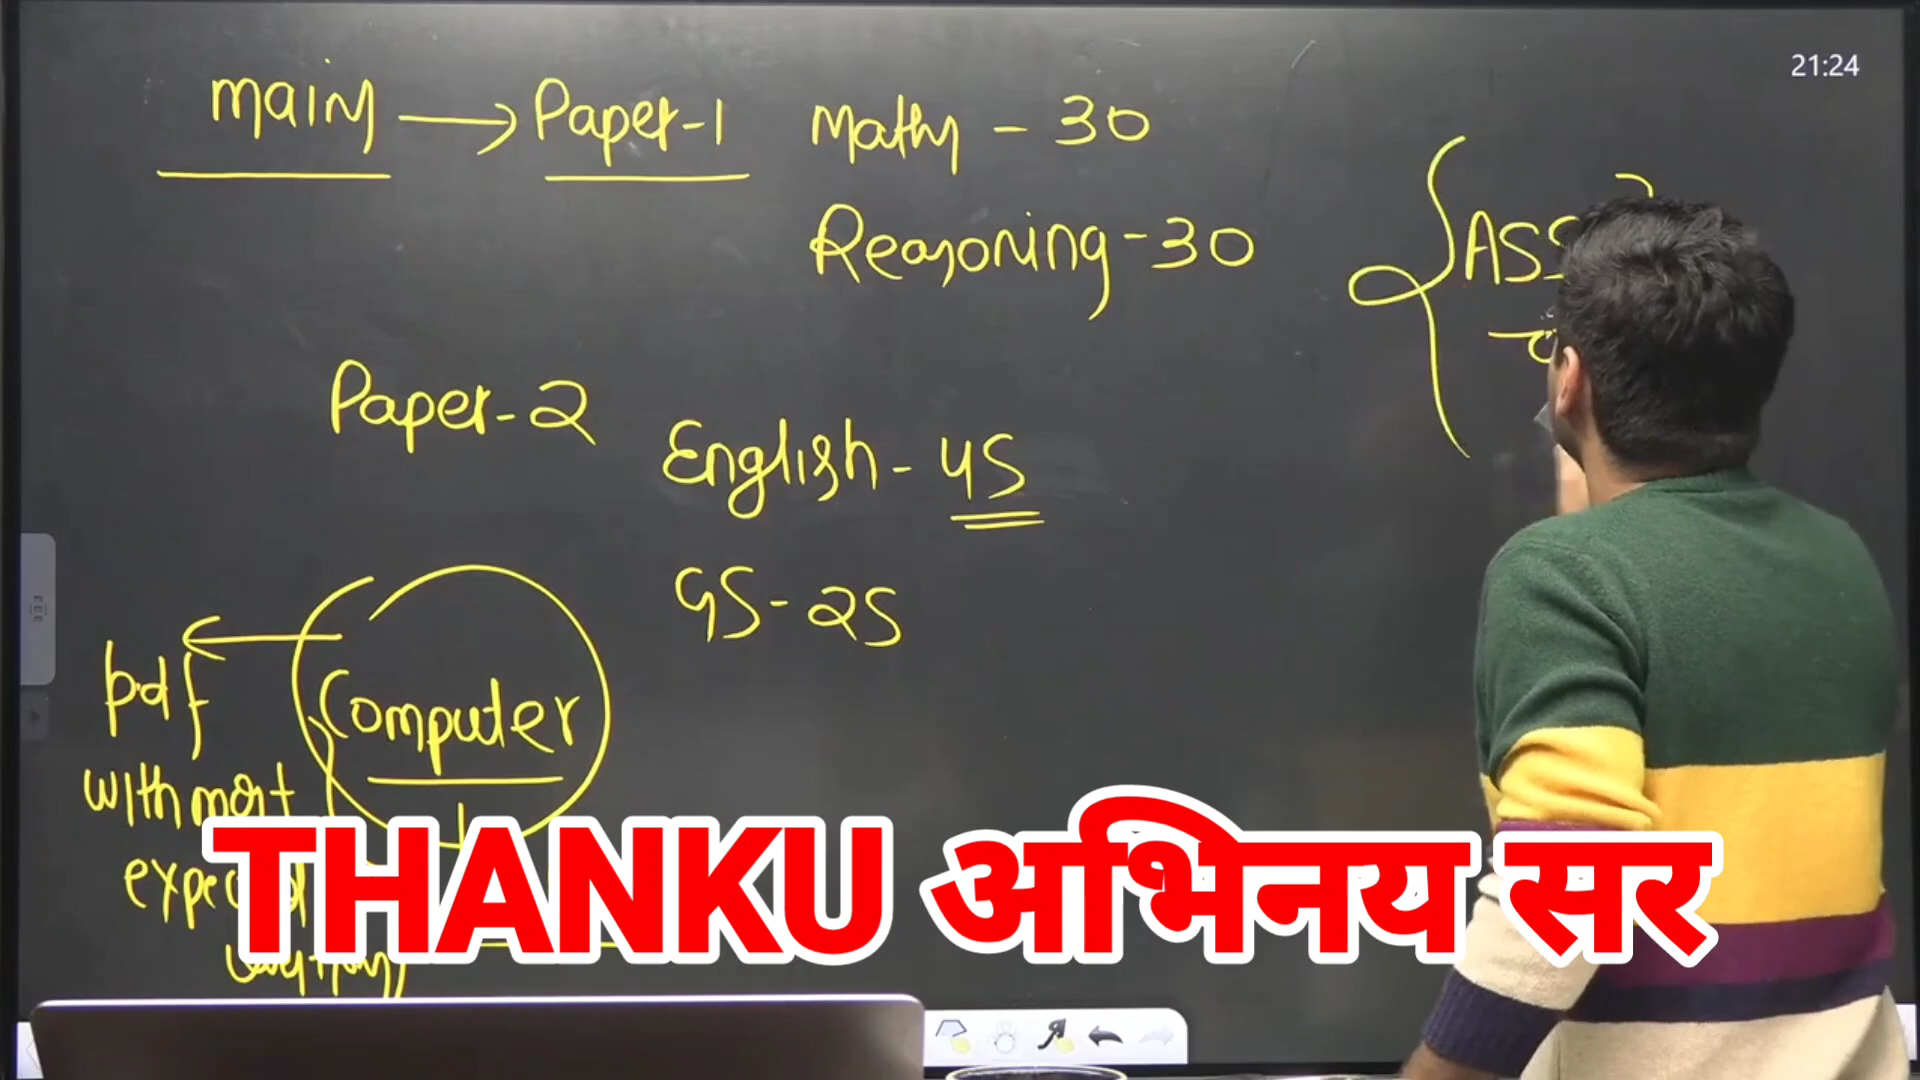 21:24
main → Paper-1 Maths - 30
Reasoning - 30
Paper-2
English - 45
GS - 25
Computer
pdf
with most
THANKU अभिनय सर